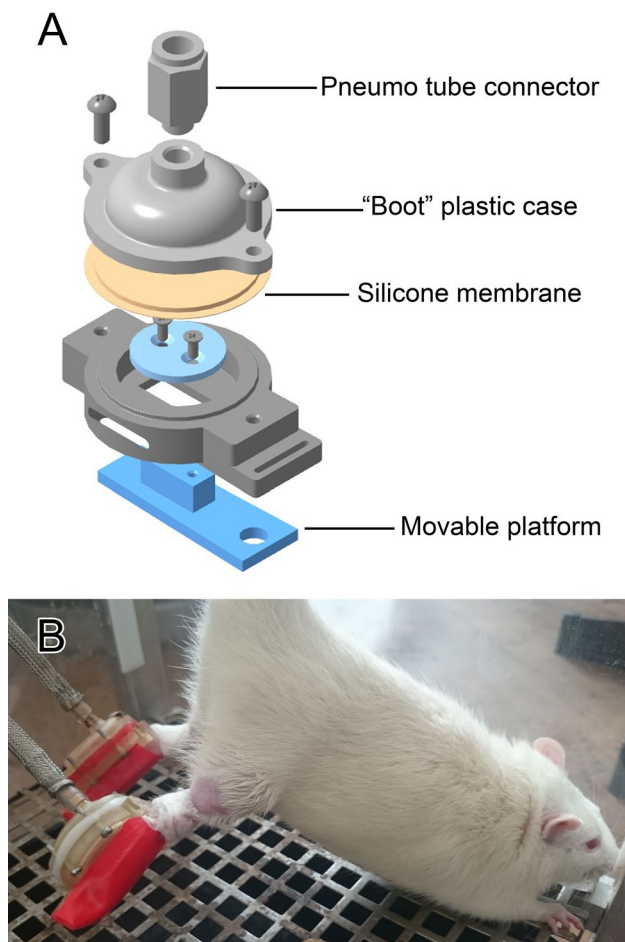 A
Pneumo tube connector
“Boot” plastic case
Silicone membrane
Movable platform
B